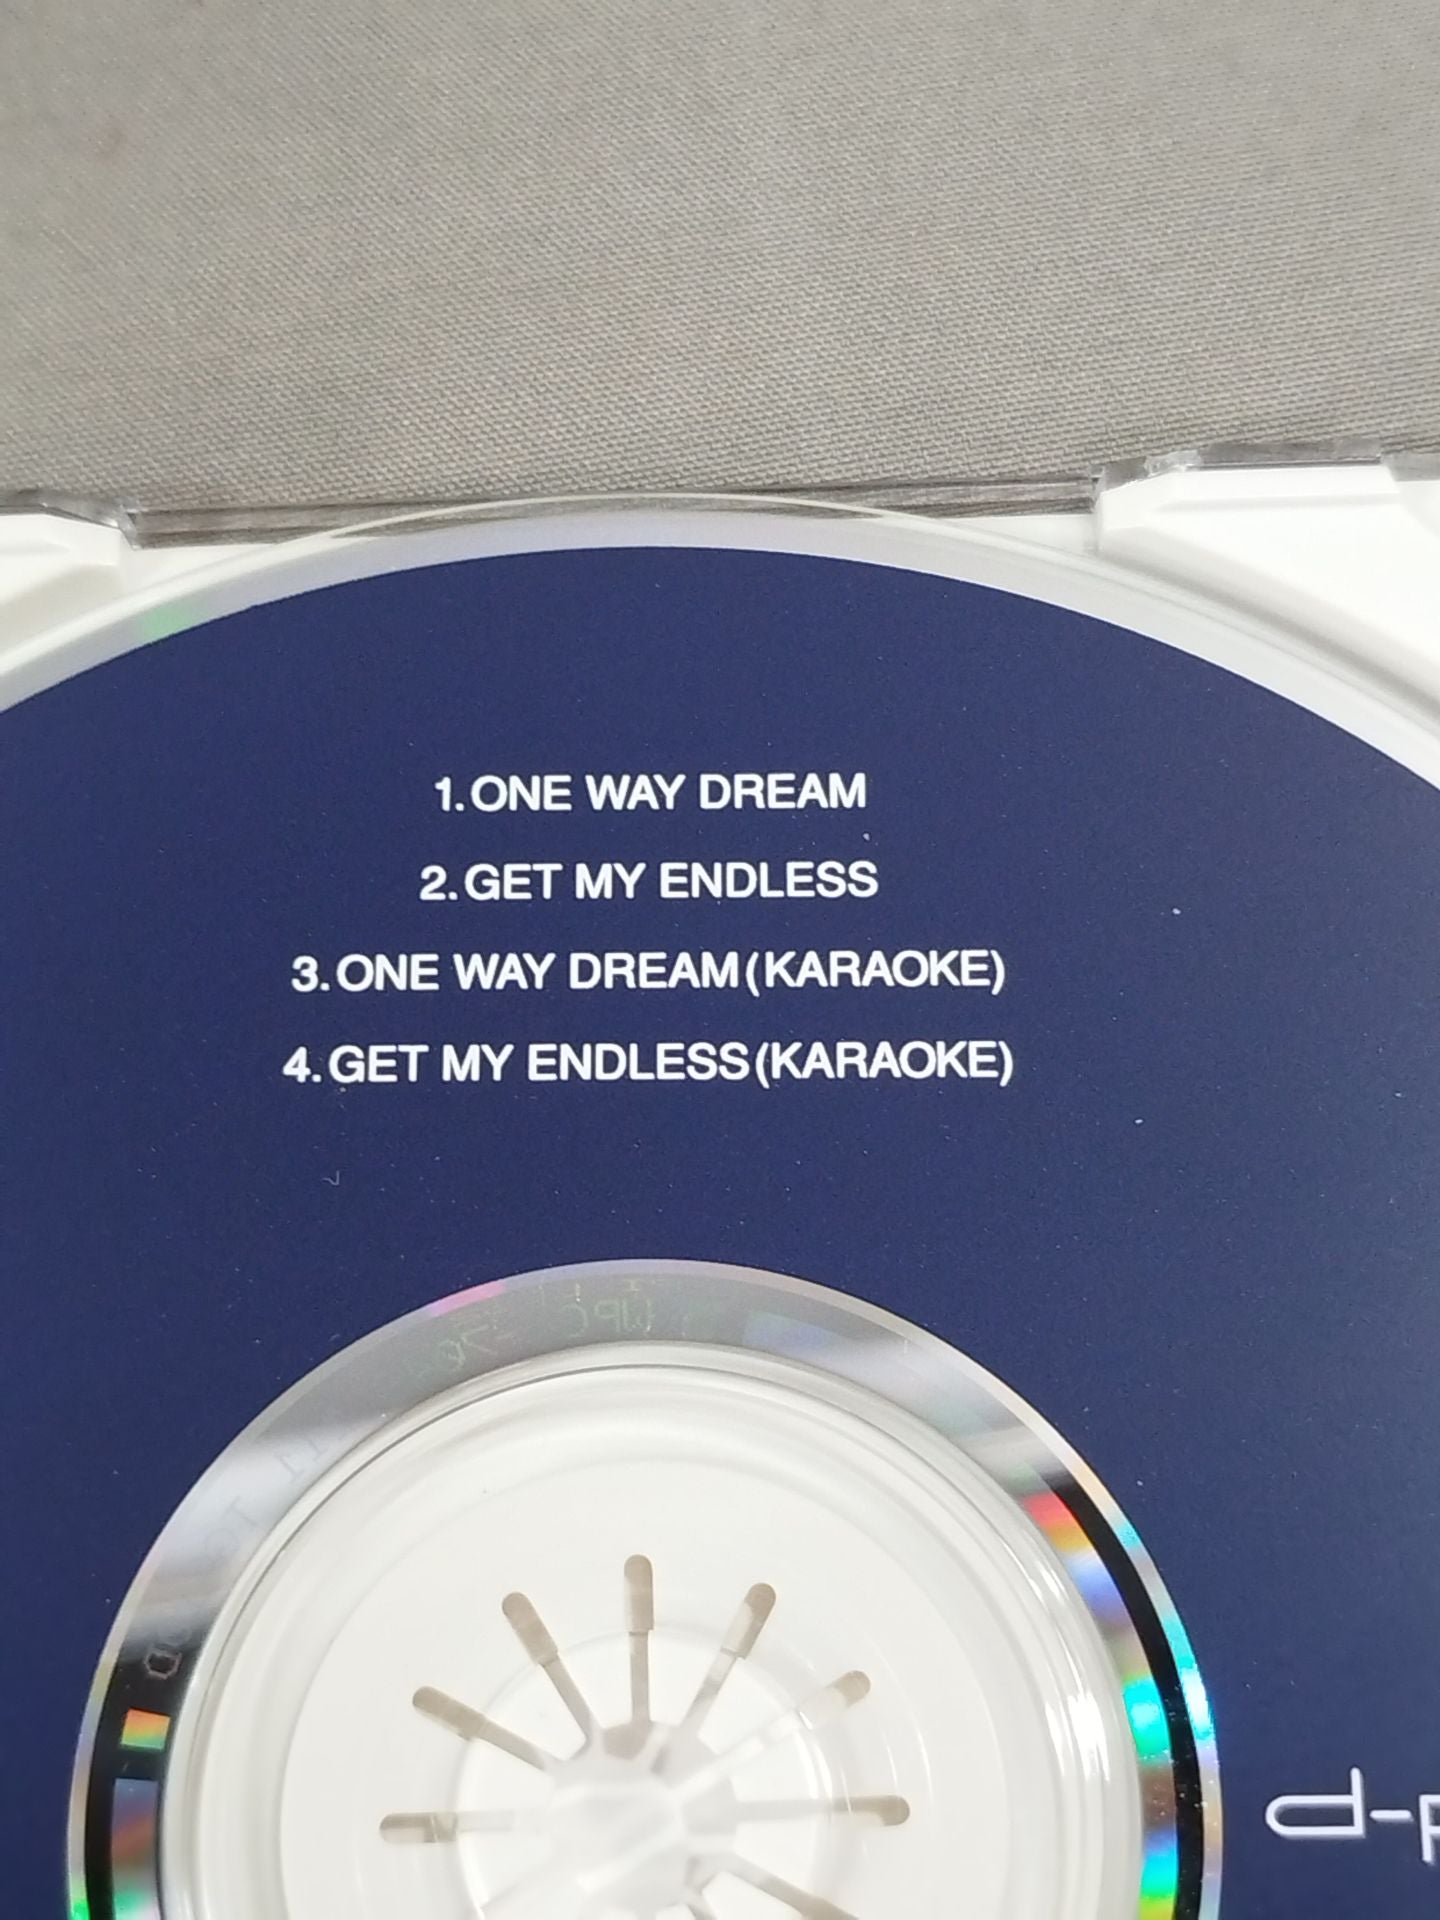 1.ONE WAY DREAM
2.GET MY ENDLESS
3.ONE WAY DREAM(KARAOKE)
4.GET MY ENDLESS(KARAOKE)
d-